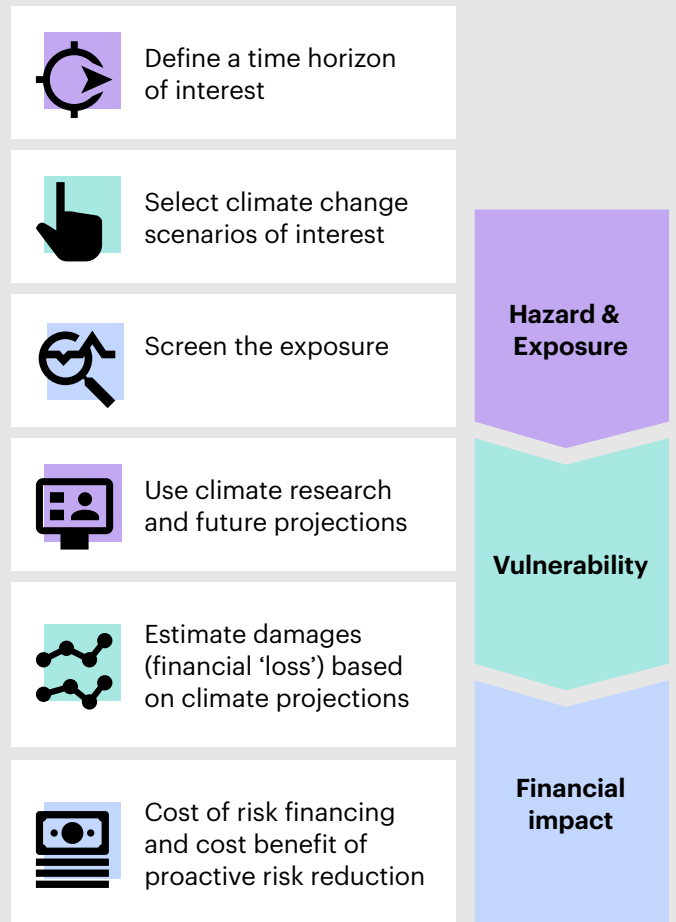 Define a time horizon
of interest
Select climate change
scenarios of interest
Screen the exposure
Use climate research
and future projections
Estimate damages
(financial ‘loss’) based
on climate projections
Cost of risk financing
and cost benefit of
proactive risk reduction
Hazard &
Exposure
Vulnerability
Financial
impact